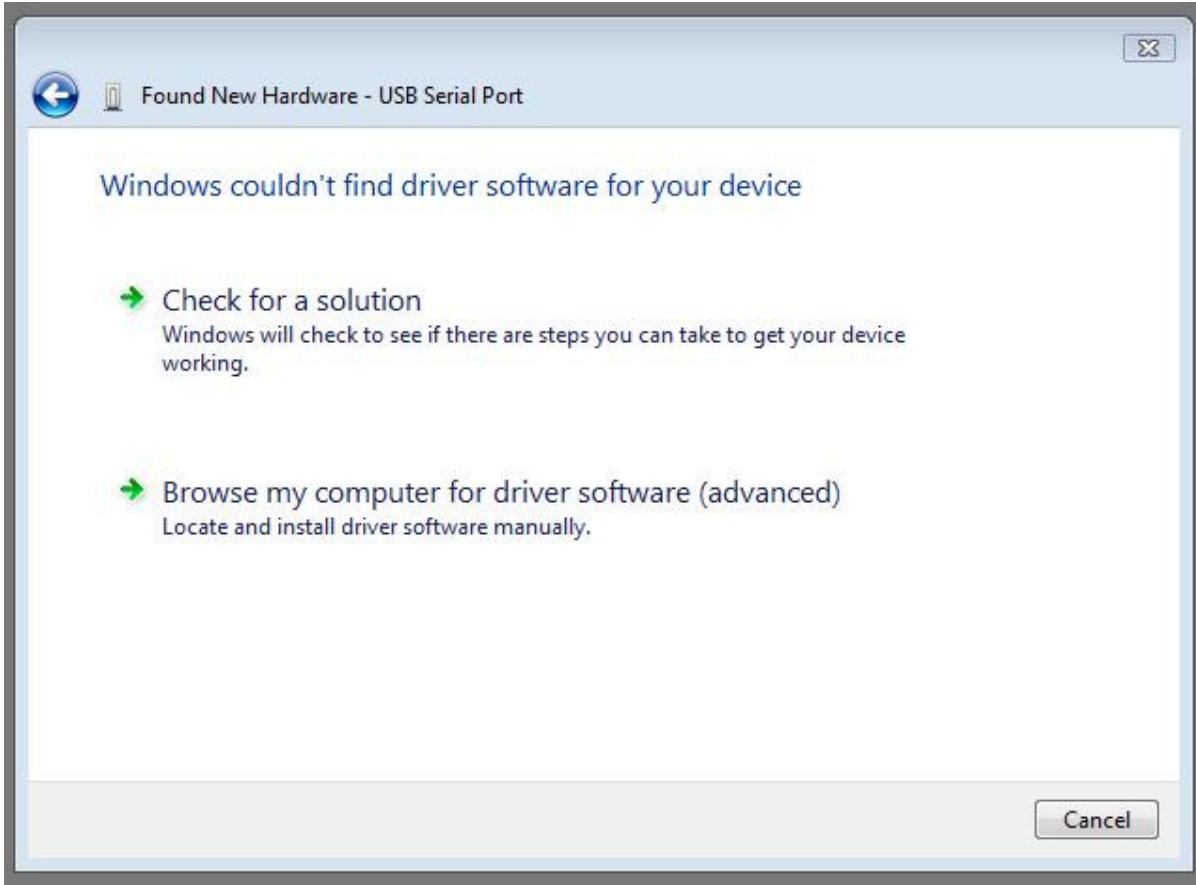 Found New Hardware - USB Serial Port
Windows couldn't find driver software for your device
Check for a solution
Windows will check to see if there are steps you can take to get your device
working.
Browse my computer for driver software (advanced)
Locate and install driver software manually.
Cancel